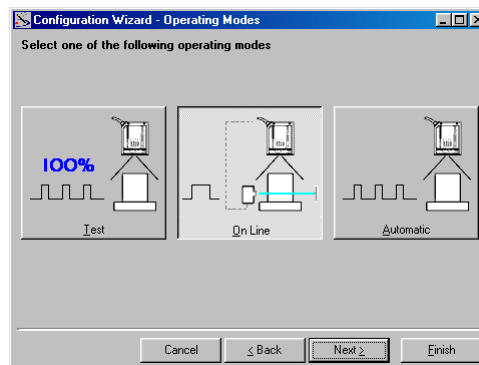 Configuration Wizard - Operating Modes
Select one of the following operating modes
100%
Test
On Line
Automatic
Cancel
< Back
Next >
Finish